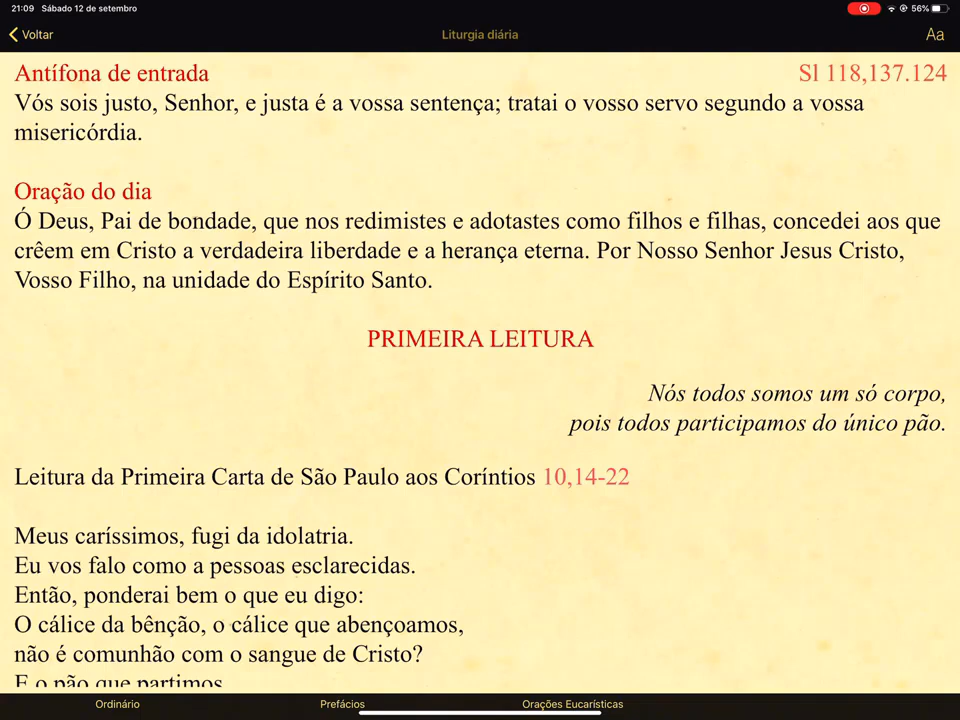 21:09 Sábado 12 de setembro 56%
Voltar Liturgia diária Aa
Antífona de entrada Sl 118,137.124
Vós sois justo, Senhor, e justa é a vossa sentença; tratai o vosso servo segundo a vossa
misericórdia.
Oração do dia
Ó Deus, Pai de bondade, que nos redimistes e adotastes como filhos e filhas, concedei aos que
crêem em Cristo a verdadeira liberdade e a herança eterna. Por Nosso Senhor Jesus Cristo,
Vosso Filho, na unidade do Espírito Santo.
PRIMEIRA LEITURA
Nós todos somos um só corpo,
pois todos participamos do único pão.
Leitura da Primeira Carta de São Paulo aos Coríntios 10,14-22
Meus caríssimos, fugi da idolatria.
Eu vos falo como a pessoas esclarecidas.
Então, ponderai bem o que eu digo:
O cálice da bênção, o cálice que abençoamos,
não é comunhão com o sangue de Cristo?
E o pão que partimos
Ordinário Prefácios Orações Eucarísticas